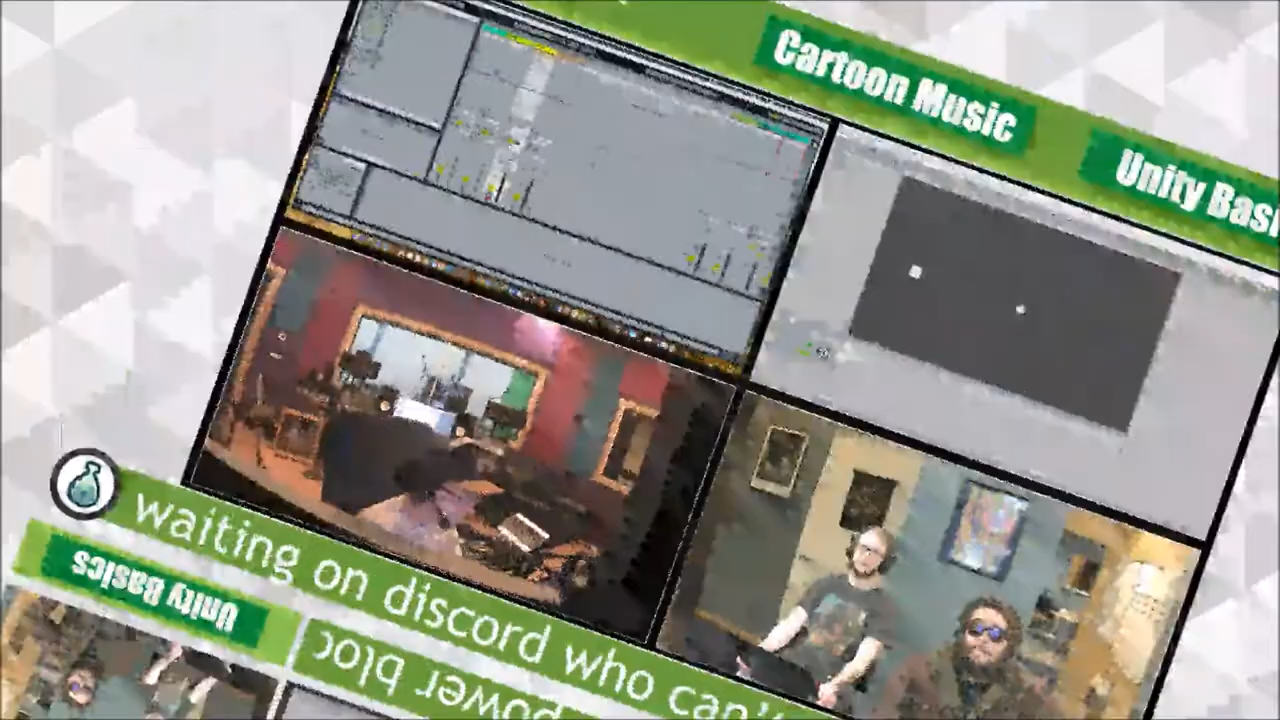 Cartoon Music
Unity Basi
waiting on discord who can't
Unity Basics
power bloc